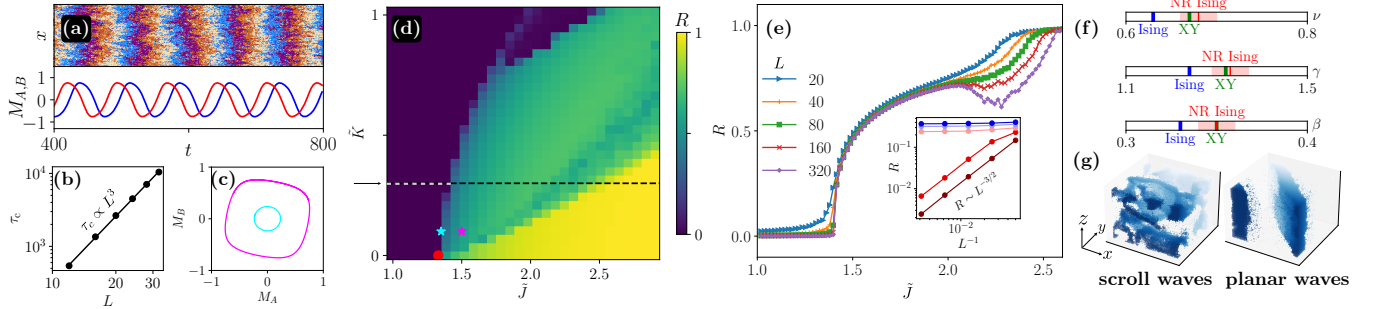 (a)
x
1
0
−1
M_{A,B}
400
t
800
(b)
10^4
10^3
τ_c
τ_c ∝ L^3
10
20
30
L
(c)
1
0
−1
M_B
−1
0
1
M_A
(d)
1
K̃
0
1.0
1.5
2.0
2.5
J̃
R
1
0
(e)
1.0
0.5
0.0
R
L
20
40
80
160
320
1.0
1.5
2.0
2.5
J̃
10^{-1}
10^{-2}
R
R ~ L^{-3/2}
10^{-2}
L^{-1}
(f)
NR Ising
ν
0.6
Ising
XY
0.8
NR Ising
γ
1.1
Ising
XY
1.5
NR Ising
β
0.3
Ising
XY
0.4
(g)
z
y
x
scroll waves
planar waves